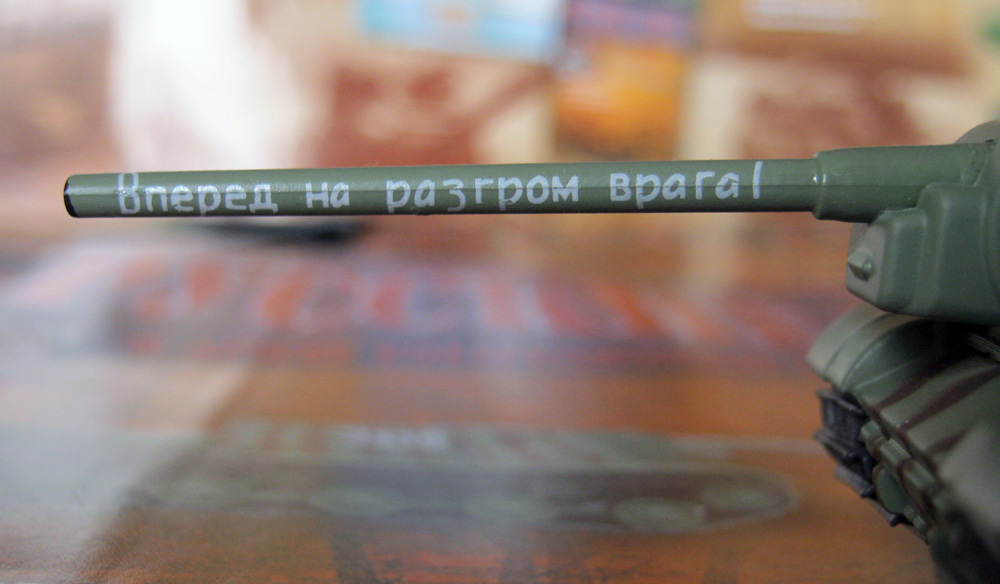 Вперед на разгром врага!